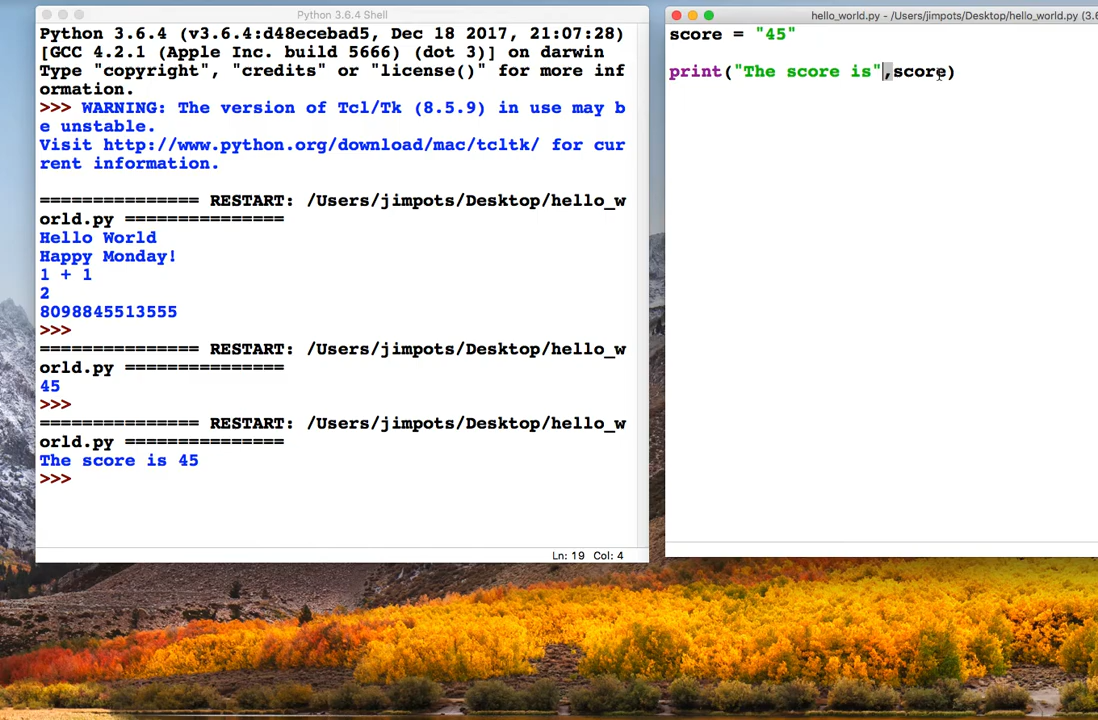 Python 3.6.4 Shell
Python 3.6.4 (v3.6.4:d48ecebad5, Dec 18 2017, 21:07:28)
[GCC 4.2.1 (Apple Inc. build 5666) (dot 3)] on darwin
Type "copyright", "credits" or "license()" for more inf
ormation.
>>> WARNING: The version of Tcl/Tk (8.5.9) in use may b
e unstable.
Visit http://www.python.org/download/mac/tcltk/ for cur
rent information.
=============== RESTART: /Users/jimpots/Desktop/hello_w
orld.py ===============
Hello World
Happy Monday!
1 + 1
2
8098845513555
>>>
=============== RESTART: /Users/jimpots/Desktop/hello_w
orld.py ===============
45
>>>
=============== RESTART: /Users/jimpots/Desktop/hello_w
orld.py ===============
The score is 45
>>>
Ln: 19 Col: 4
hello_world.py - /Users/jimpots/Desktop/hello_world.py (3.6
score = "45"
print("The score is",score)